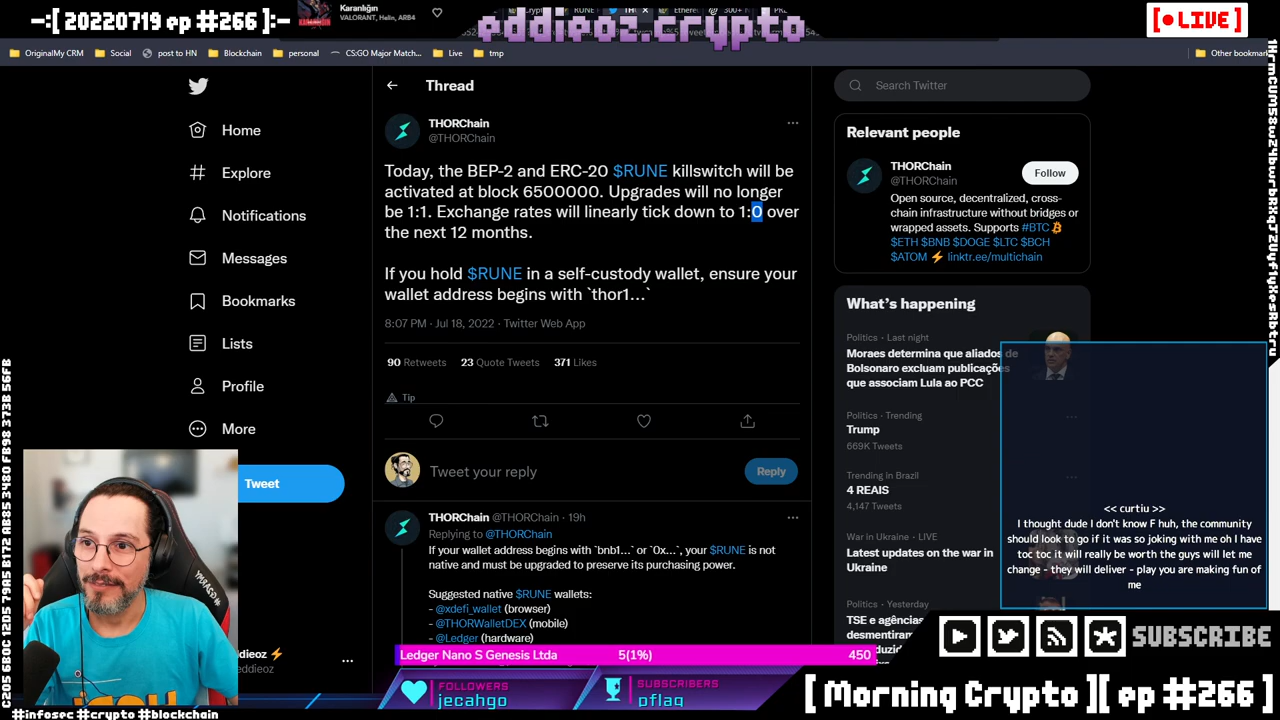 -:[ 20220719 ep #266 ]:-
Karanlığın
VALORANT, Helin, ARB4
eddieoz.crypto
[●LIVE ]
OriginalMy CRM
Social
post to HN
Blockchain
personal
CS:GO Major Match...
Live
tmp
Other bookmar
Home
Explore
Notifications
Messages
Bookmarks
Lists
Profile
More
Tweet
Thread
THORChain
@THORChain
Today, the BEP-2 and ERC-20 $RUNE killswitch will be
activated at block 6500000. Upgrades will no longer
be 1:1. Exchange rates will linearly tick down to 1:0 over
the next 12 months.
If you hold $RUNE in a self-custody wallet, ensure your
wallet address begins with `thor1...`
8:07 PM · Jul 18, 2022 · Twitter Web App
90 Retweets 23 Quote Tweets 371 Likes
Tip
Tweet your reply
Reply
THORChain @THORChain · 19h
Replying to @THORChain
If your wallet address begins with `bnb1...` or `0x...`, your $RUNE is not
native and must be upgraded to preserve its purchasing power.
Suggested native $RUNE wallets:
- @xdefi_wallet (browser)
- @THORWalletDEX (mobile)
- @Ledger (hardware)
Search Twitter
Relevant people
THORChain
@THORChain
Follow
Open source, decentralized, cross-
chain infrastructure without bridges or
wrapped assets. Supports #BTC
$ETH $BNB $DOGE $LTC $BCH
$ATOM ⚡ linktr.ee/multichain
What's happening
Politics · Last night
Moraes determina que aliados de
Bolsonaro excluam publicações
que associam Lula ao PCC
Politics · Trending
Trump
669K Tweets
Trending in Brazil
4 REAIS
4,147 Tweets
War in Ukraine · LIVE
Latest updates on the war in
Ukraine
Politics · Yesterday
TSE e agências
desmentiram
<< curtiu >>
I thought dude I don't know F huh, the community
should look to go if it was so joking with me oh I have
toc toc it will really be worth the guys will let me
change - they will deliver - play you are making fun of
me
ddieoz ⚡
eddieoz
Ledger Nano S Genesis Ltda 5(1%) 450
FOLLOWERS
jecahgo
SUBSCRIBERS
pflag
SUBSCRIBE
[ Morning Crypto ][ ep #266 ]
#infosec #crypto #blockchain